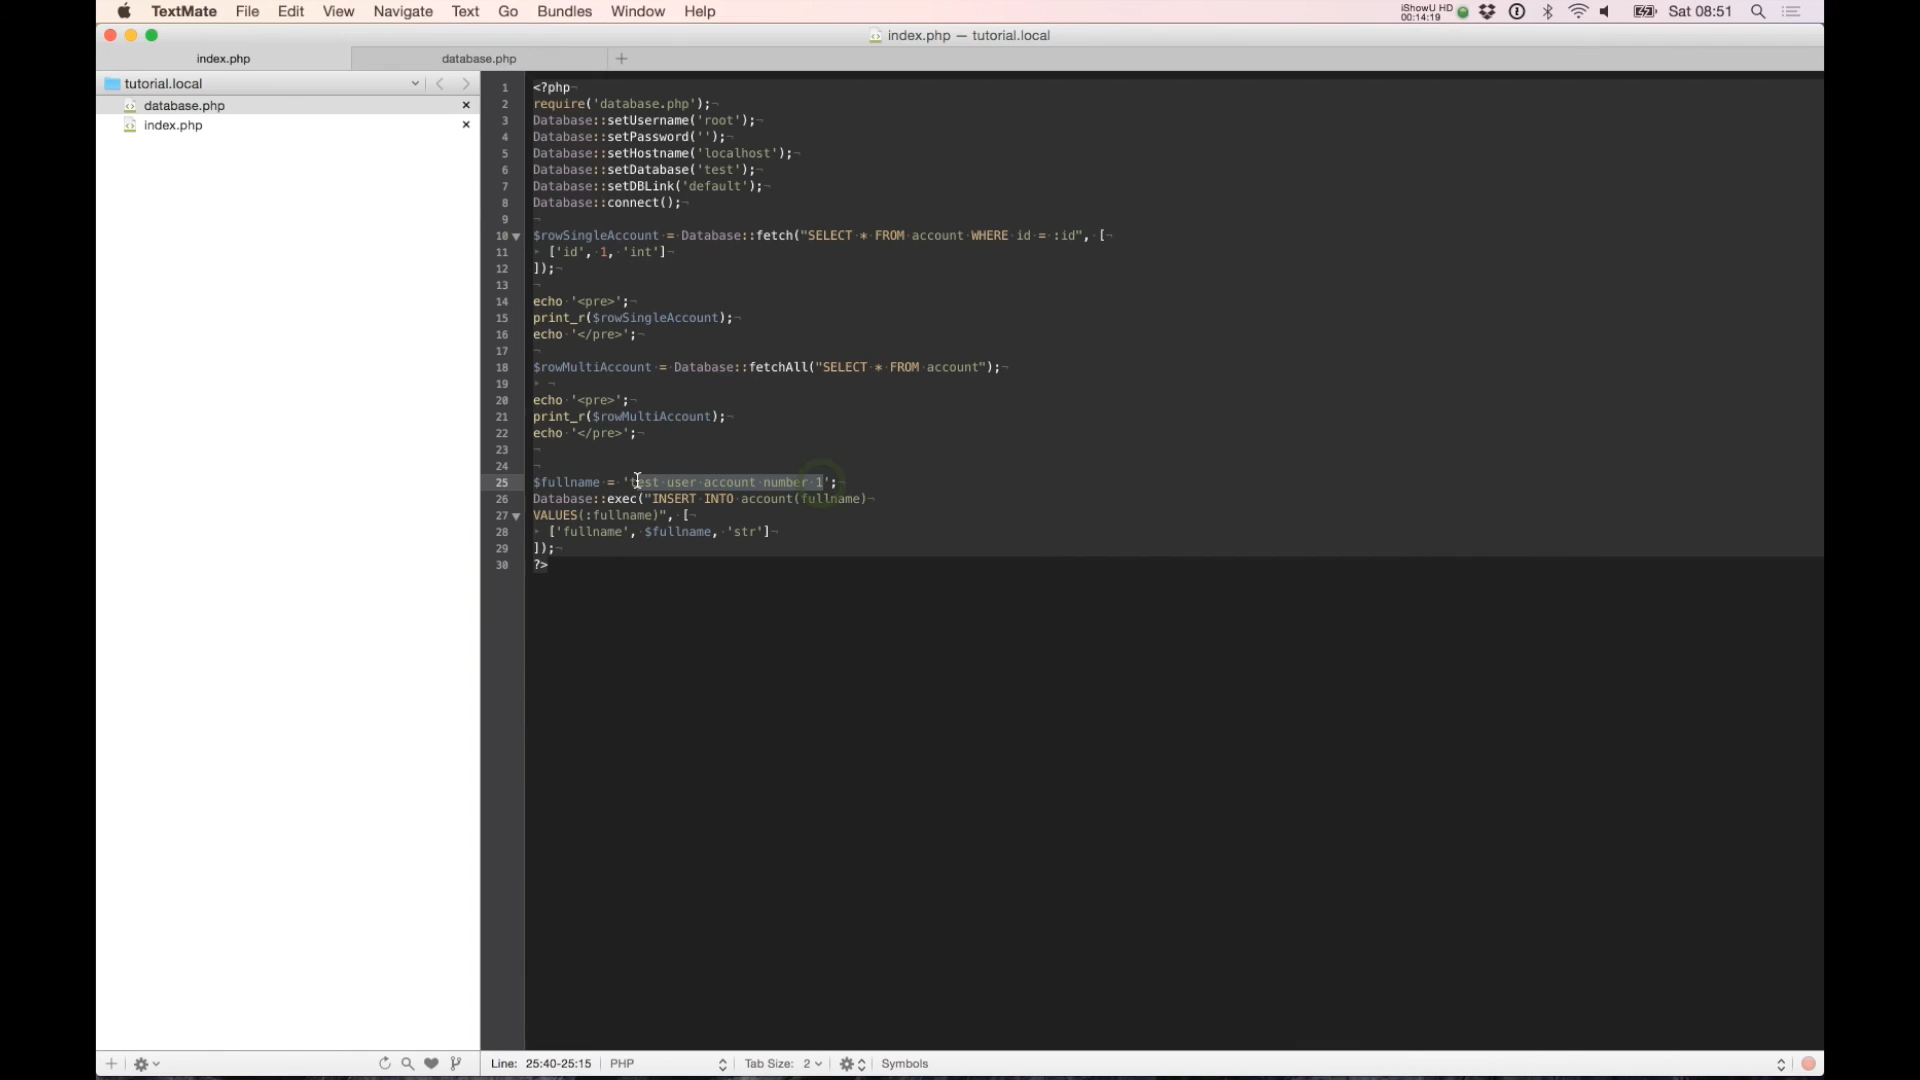 TextMate File Edit View Navigate Text Go Bundles Window Help iShowU HD 00:14:19 Sat 08:51
index.php — tutorial.local
index.php database.php
tutorial.local
database.php
index.php
1 <?php
2 require('database.php');
3 Database::setUsername('root');
4 Database::setPassword('');
5 Database::setHostname('localhost');
6 Database::setDatabase('test');
7 Database::setDBLink('default');
8 Database::connect();
9
10 $rowSingleAccount = Database::fetch("SELECT * FROM account WHERE id = :id", [
11 ['id', 1, 'int']
12 ]);
13
14 echo '<pre>';
15 print_r($rowSingleAccount);
16 echo '</pre>';
17
18 $rowMultiAccount = Database::fetchAll("SELECT * FROM account");
19
20 echo '<pre>';
21 print_r($rowMultiAccount);
22 echo '</pre>';
23
24
25 $fullname = 'test user account number 1';
26 Database::exec("INSERT INTO account(fullname)
27 VALUES(:fullname)", [
28 ['fullname', $fullname, 'str']
29 ]);
30 ?>
Line: 25:40-25:15 PHP Tab Size: 2 Symbols